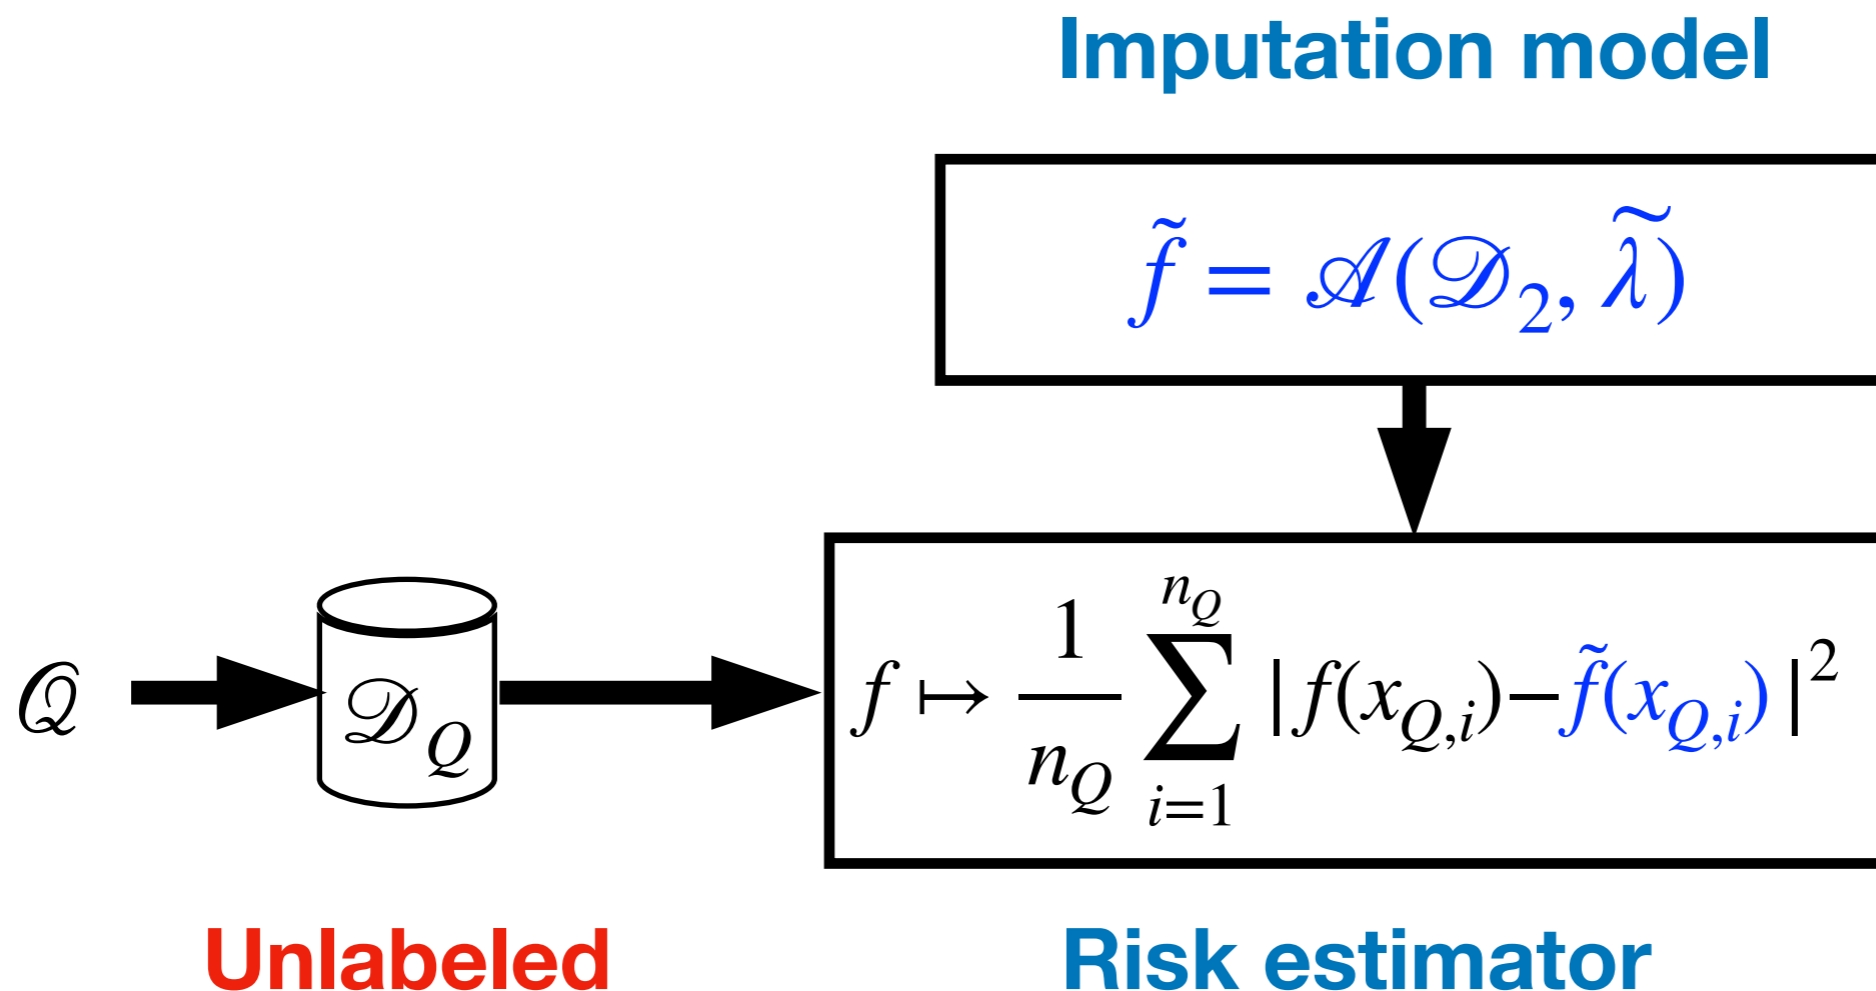 Imputation model
f̃ = 𝒜(𝒟₂, λ̃)
𝒬
𝒟_Q
f ↦ 1/n_Q ∑_{i=1}^{n_Q} |f(x_{Q,i})−f̃(x_{Q,i})|²
Unlabeled
Risk estimator